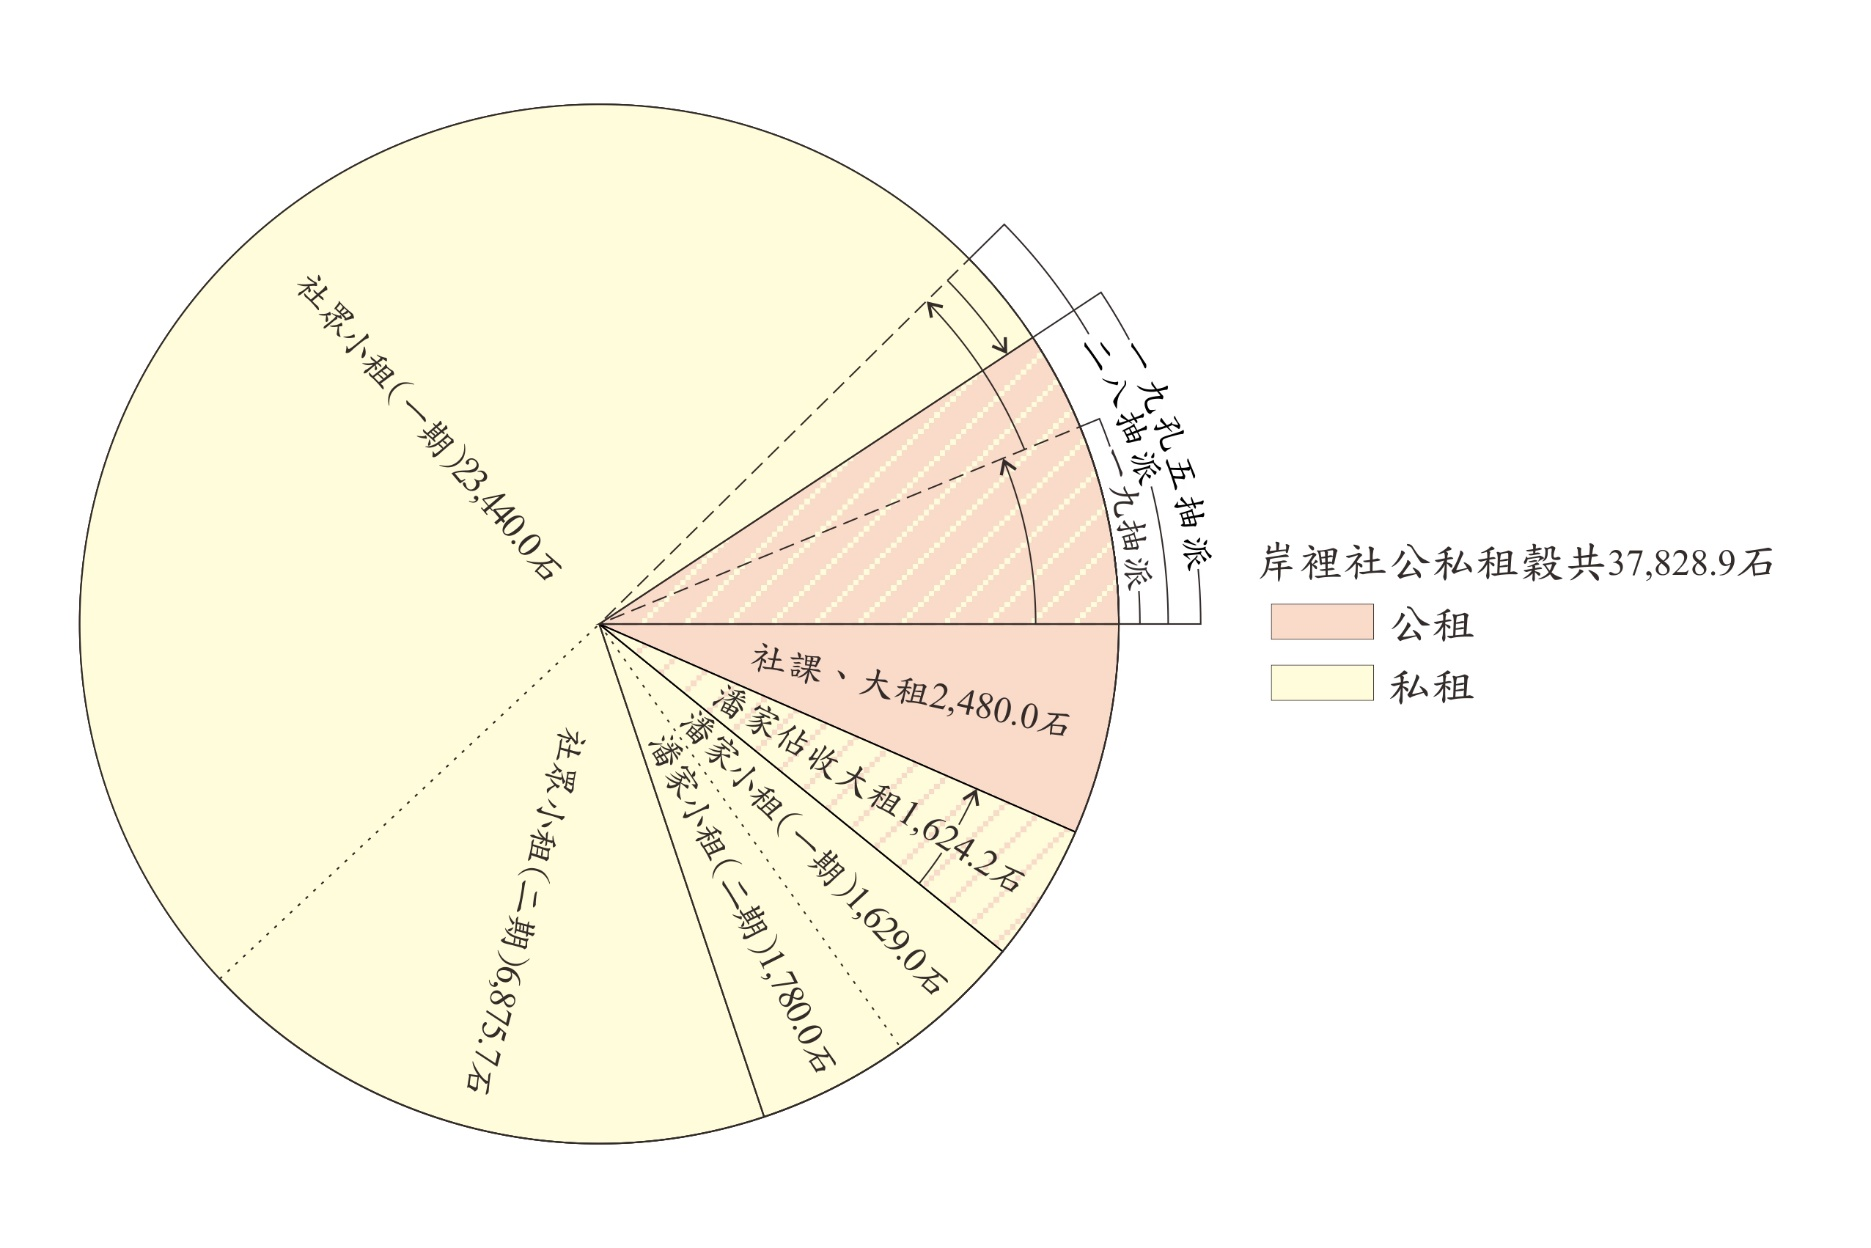 社眾小租(一期)23,440.0石
二八抽派
一九孔五抽派
一九抽派
社課、大租2,480.0石
潘家佔收大租1,624.2石
潘家小租(一期)1,629.0石
潘家小租(二期)1,780.0石
社眾小租(二期)6,875.7石
岸裡社公私租穀共37,828.9石
公租
私租